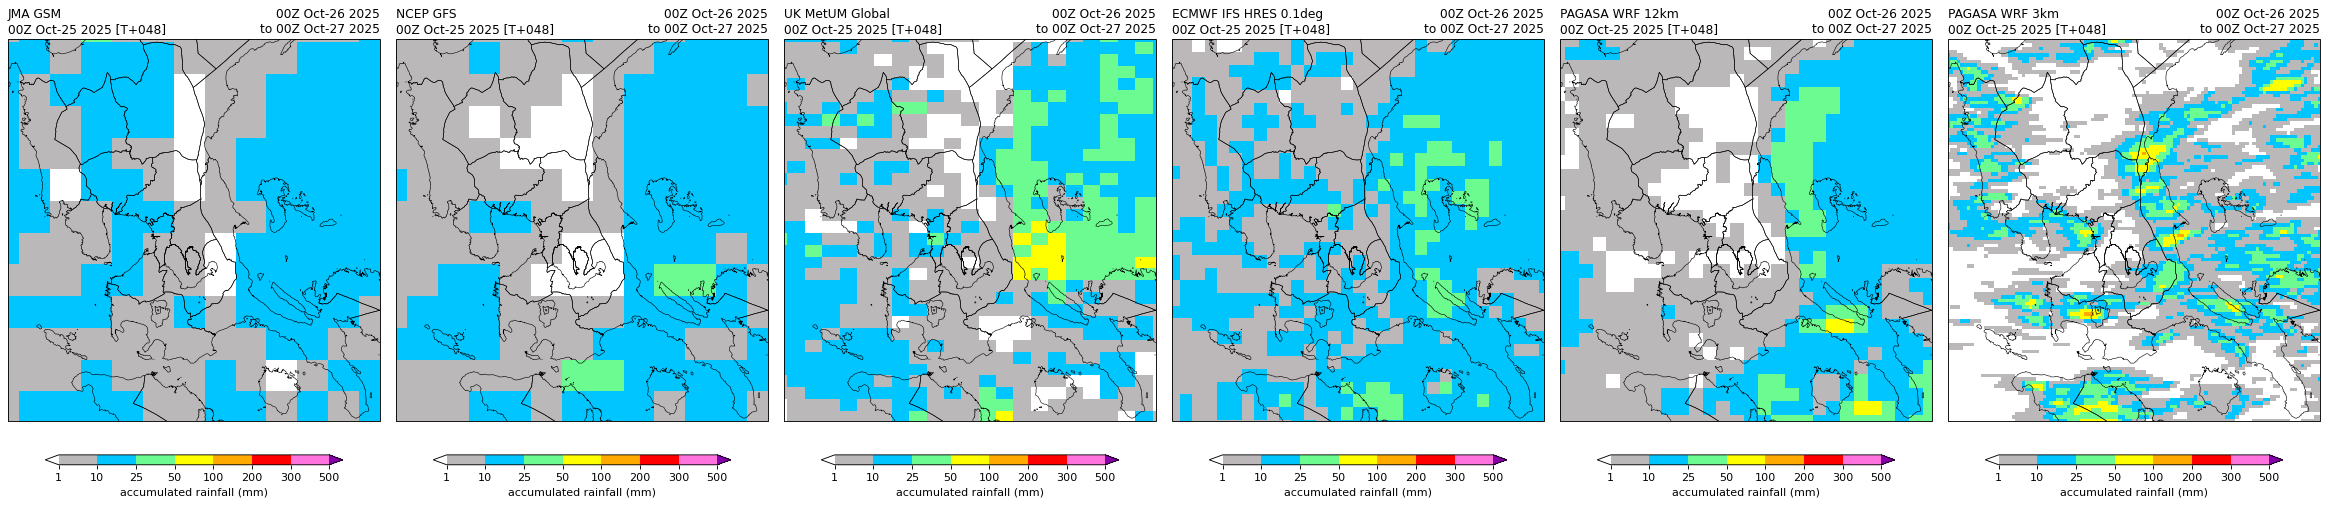 JMA GSM 00Z Oct-26 2025
00Z Oct-25 2025 [T+048] to 00Z Oct-27 2025
1 10 25 50 100 200 300 500
accumulated rainfall (mm)
NCEP GFS 00Z Oct-26 2025
00Z Oct-25 2025 [T+048] to 00Z Oct-27 2025
1 10 25 50 100 200 300 500
accumulated rainfall (mm)
UK MetUM Global 00Z Oct-26 2025
00Z Oct-25 2025 [T+048] to 00Z Oct-27 2025
1 10 25 50 100 200 300 500
accumulated rainfall (mm)
ECMWF IFS HRES 0.1deg 00Z Oct-26 2025
00Z Oct-25 2025 [T+048] to 00Z Oct-27 2025
1 10 25 50 100 200 300 500
accumulated rainfall (mm)
PAGASA WRF 12km 00Z Oct-26 2025
00Z Oct-25 2025 [T+048] to 00Z Oct-27 2025
1 10 25 50 100 200 300 500
accumulated rainfall (mm)
PAGASA WRF 3km 00Z Oct-26 2025
00Z Oct-25 2025 [T+048] to 00Z Oct-27 2025
1 10 25 50 100 200 300 500
accumulated rainfall (mm)